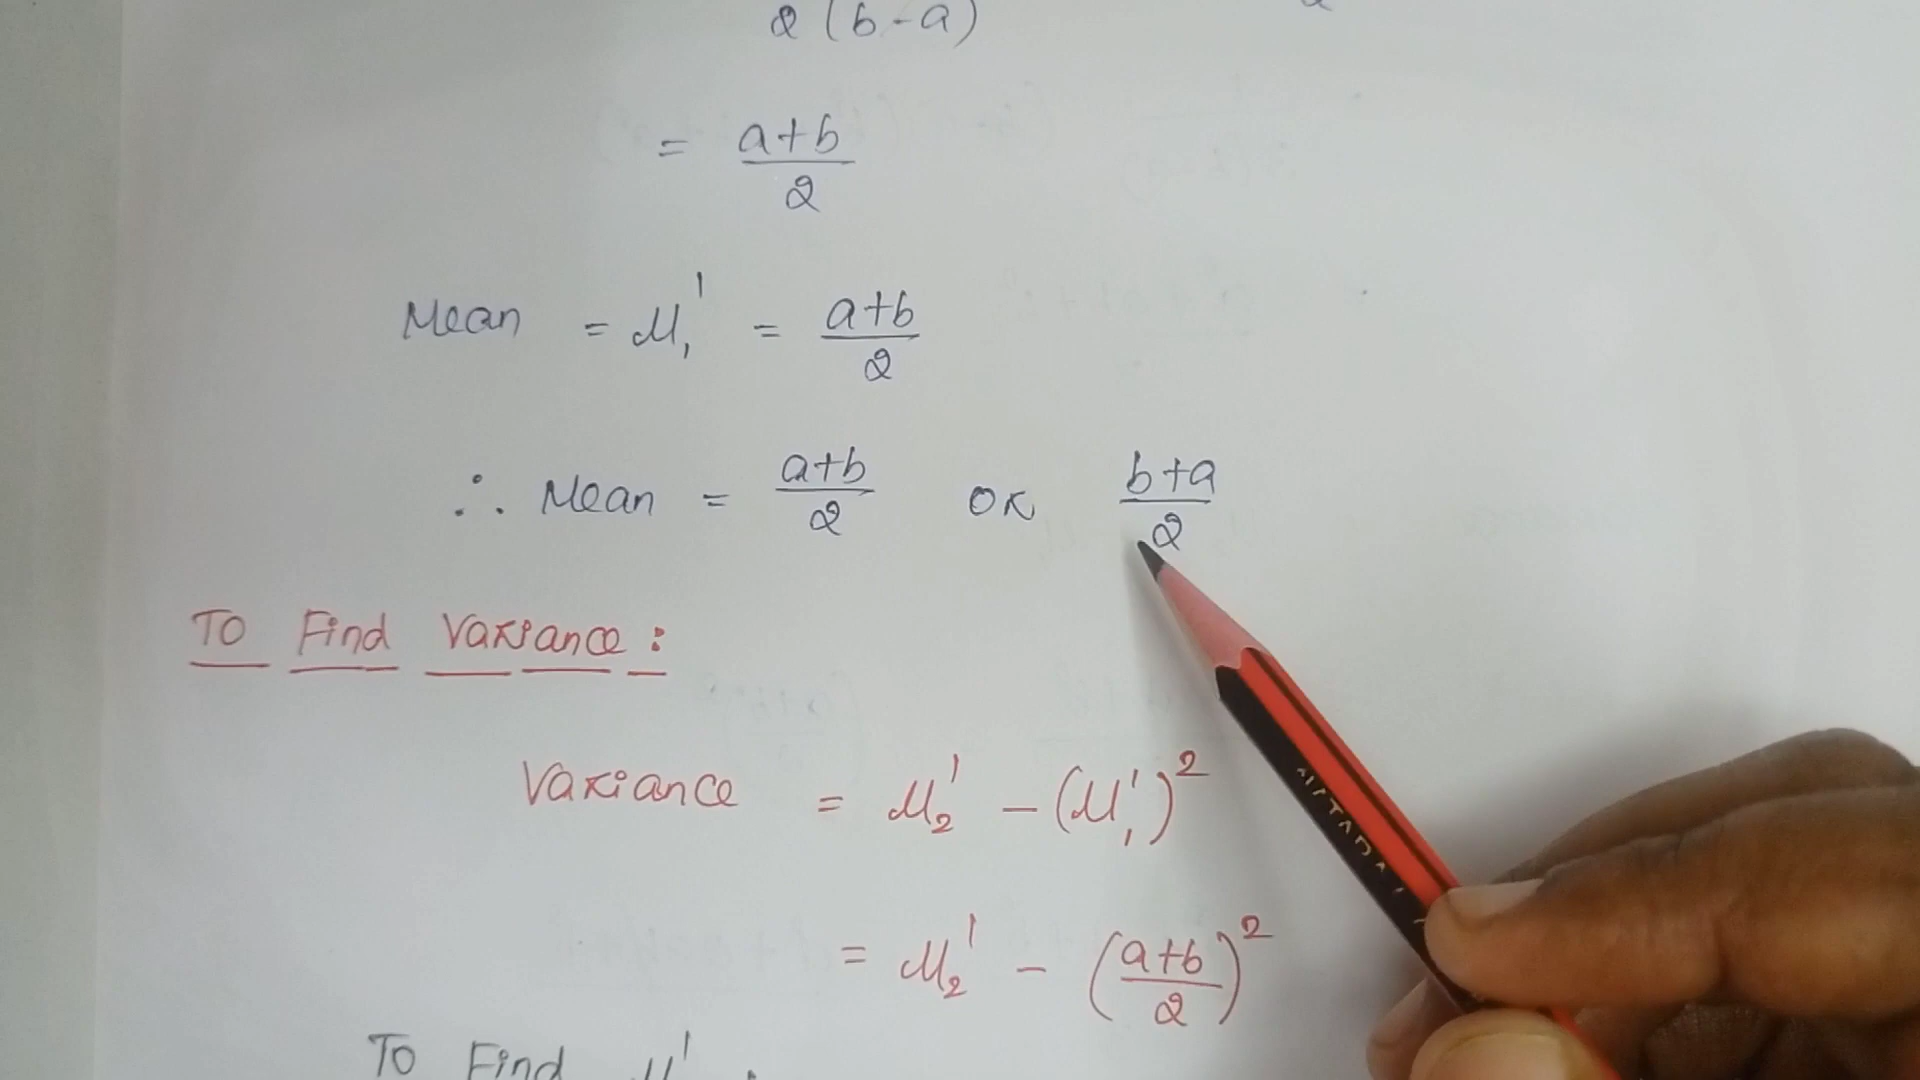 2 (b-a)
= a+b/2
Mean = μ₁' = a+b/2
∴ Mean = a+b/2 or b+a/2
To Find Variance:
Variance = μ₂' - (μ₁')²
= μ₂' - (a+b/2)²
To Find μ'